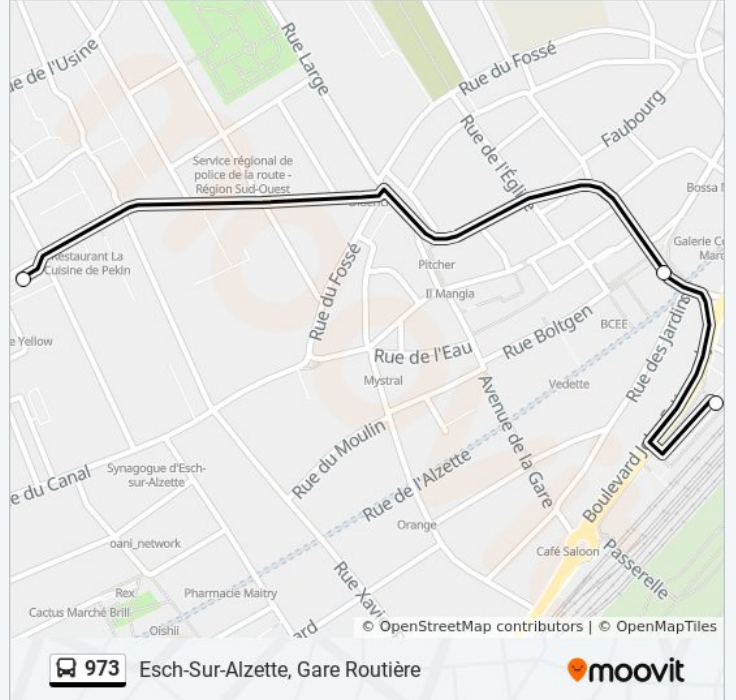 ue de l'Usine
Rue Large
Rue du Fossé
Faubourg
Rue de l'Église
Service régional de
police de la route -
Région Sud-Ouest
Bossa N
Restaurant La
Cuisine de Pekin
Galerie Co
Marc
Pitcher
Il Mangia
Rue du Fossé
e Yellow
Rue Boltgen
BCEE
Rue de l'Eau
Rue des Jardins
Mystral
Vedette
Avenue de la Gare
Rue du Moulin
Synagogue d'Esch-
sur-Alzette
e du Canal
Rue de l'Alzette
Boulevard J
Orange
oani_network
Café Saloon
Passerelle
Rex
Pharmacie Maitry
Rue Xavi
Cactus Marché Brill
Oishii
ard
© OpenStreetMap contributors | © OpenMapTiles
973 Esch-Sur-Alzette, Gare Routière
moovit